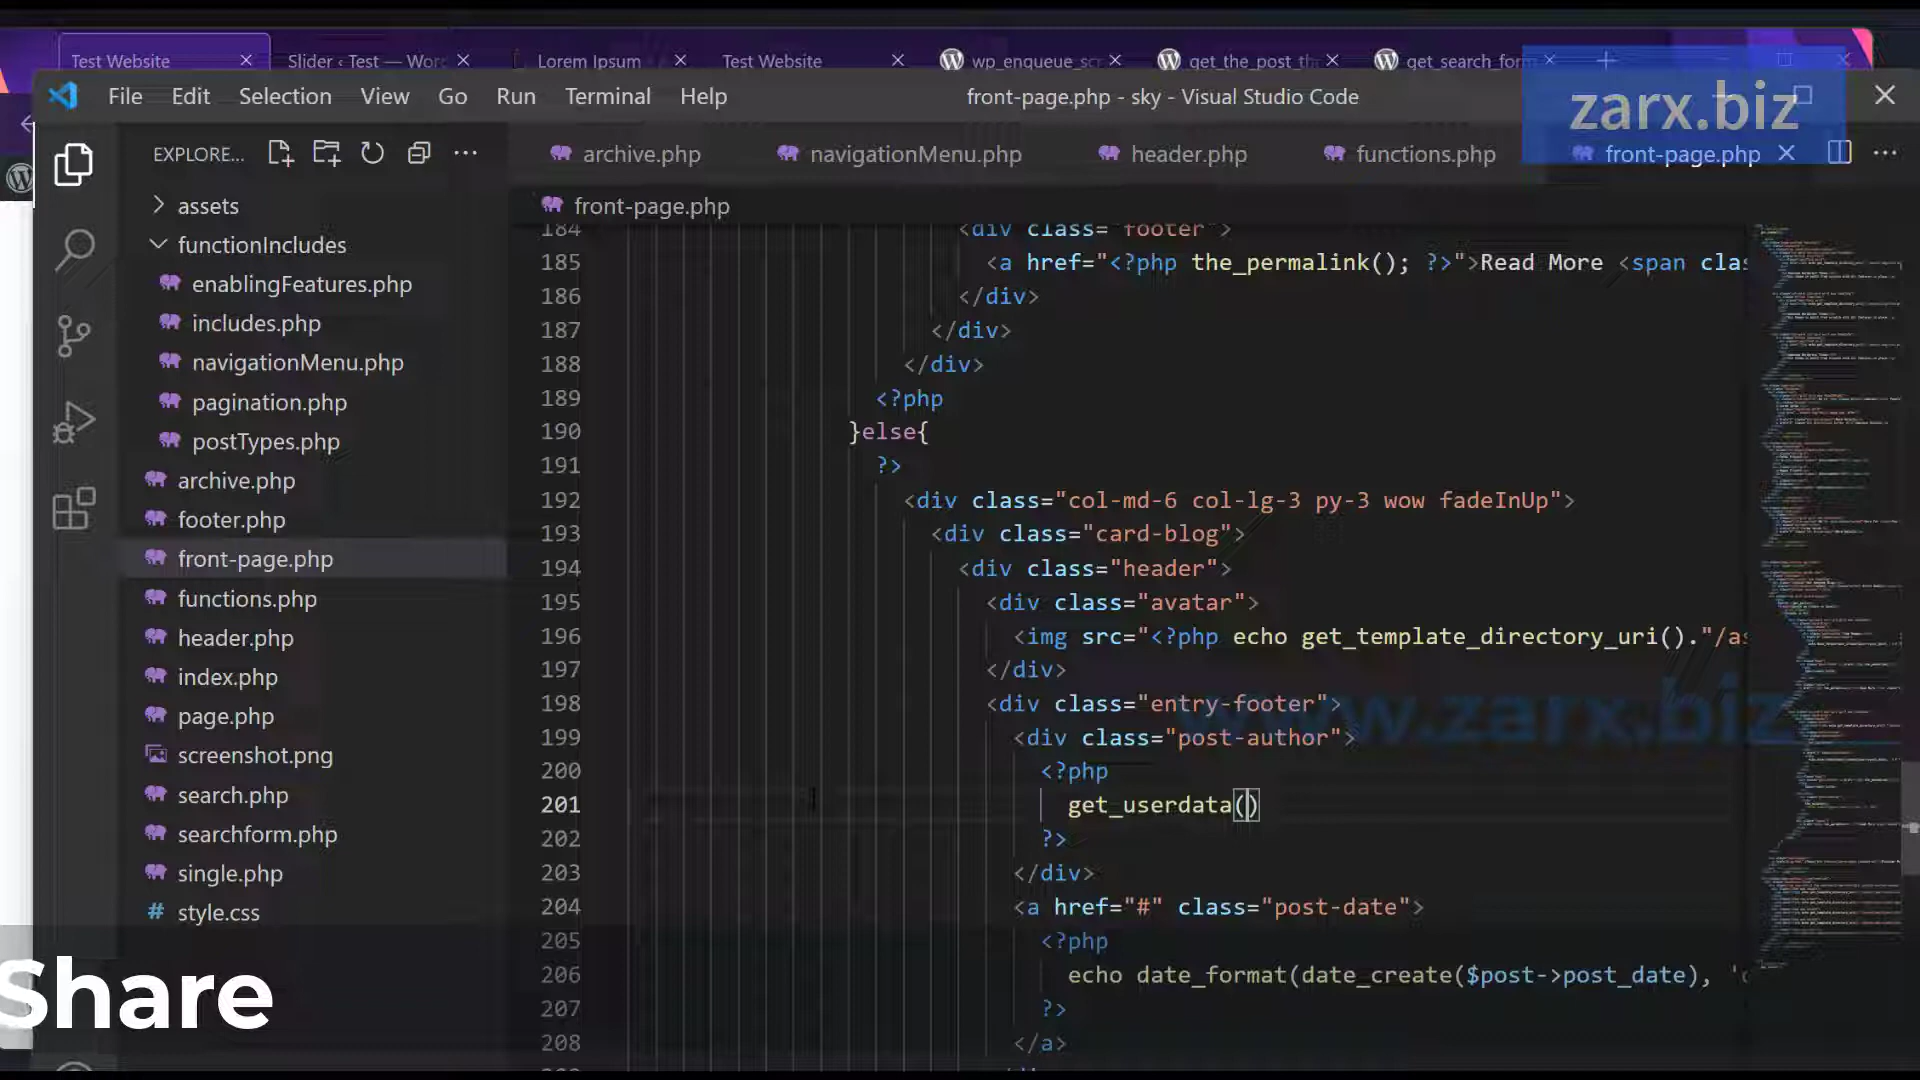 Test Website
Slider ‹ Test — Wor
Lorem Ipsum
Test Website
wp_enqueue_scr
get_the_post_th
get_search_form
File Edit Selection View Go Run Terminal Help
front-page.php - sky - Visual Studio Code
zarx.biz
EXPLORE...
archive.php
navigationMenu.php
header.php
functions.php
front-page.php
front-page.php
assets
functionIncludes
enablingFeatures.php
includes.php
navigationMenu.php
pagination.php
postTypes.php
archive.php
footer.php
front-page.php
functions.php
header.php
index.php
page.php
screenshot.png
search.php
searchform.php
single.php
# style.css
184 <div class="footer">
185 <a href="<?php the_permalink(); ?>">Read More <span clas
186 </div>
187 </div>
188 </div>
189 <?php
190 }else{
191 ?>
192 <div class="col-md-6 col-lg-3 py-3 wow fadeInUp">
193 <div class="card-blog">
194 <div class="header">
195 <div class="avatar">
196 <img src="<?php echo get_template_directory_uri()."/as
197 </div>
198 <div class="entry-footer">
199 <div class="post-author">
200 <?php
201 get_userdata()
202 ?>
203 </div>
204 <a href="#" class="post-date">
205 <?php
206 echo date_format(date_create($post->post_date), '
207 ?>
208 </a>
www.zarx.biz
Share